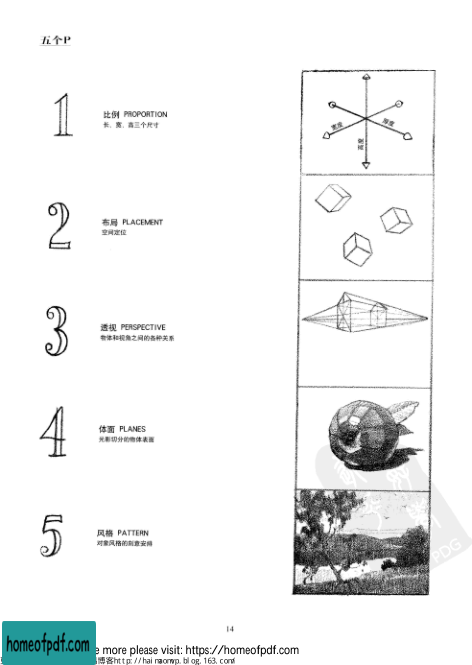 五个P
1
比例 PROPORTION
长、宽、高三个尺寸
宽度
厚度
高度
2
布局 PLACEMENT
空间定位
3
透视 PERSPECTIVE
物体和视角之间的各种关系
4
体面 PLANES
光影切分的物体表面
5
风格 PATTERN
对素风格的刻意安排
PDG
14
homeofpdf.com
e more please visit: https://homeofpdf.com
博客http://hainaonvp.blog.163.com/